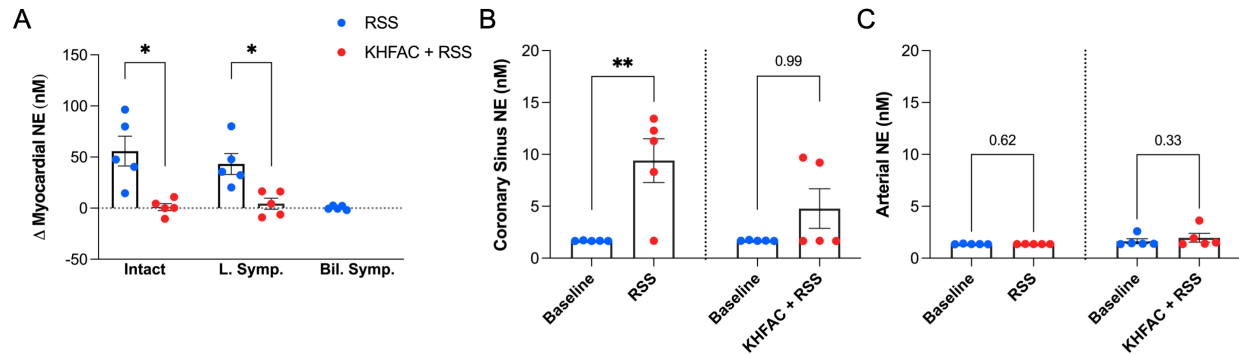 A
RSS
KHFAC + RSS
Δ Myocardial NE (nM)
150
100
50
0
-50
*
*
Intact
L. Symp.
Bil. Symp.
B
Coronary Sinus NE (nM)
20
15
10
5
0
**
0.99
Baseline
RSS
Baseline
KHFAC + RSS
C
Arterial NE (nM)
20
15
10
5
0
0.62
0.33
Baseline
RSS
Baseline
KHFAC + RSS